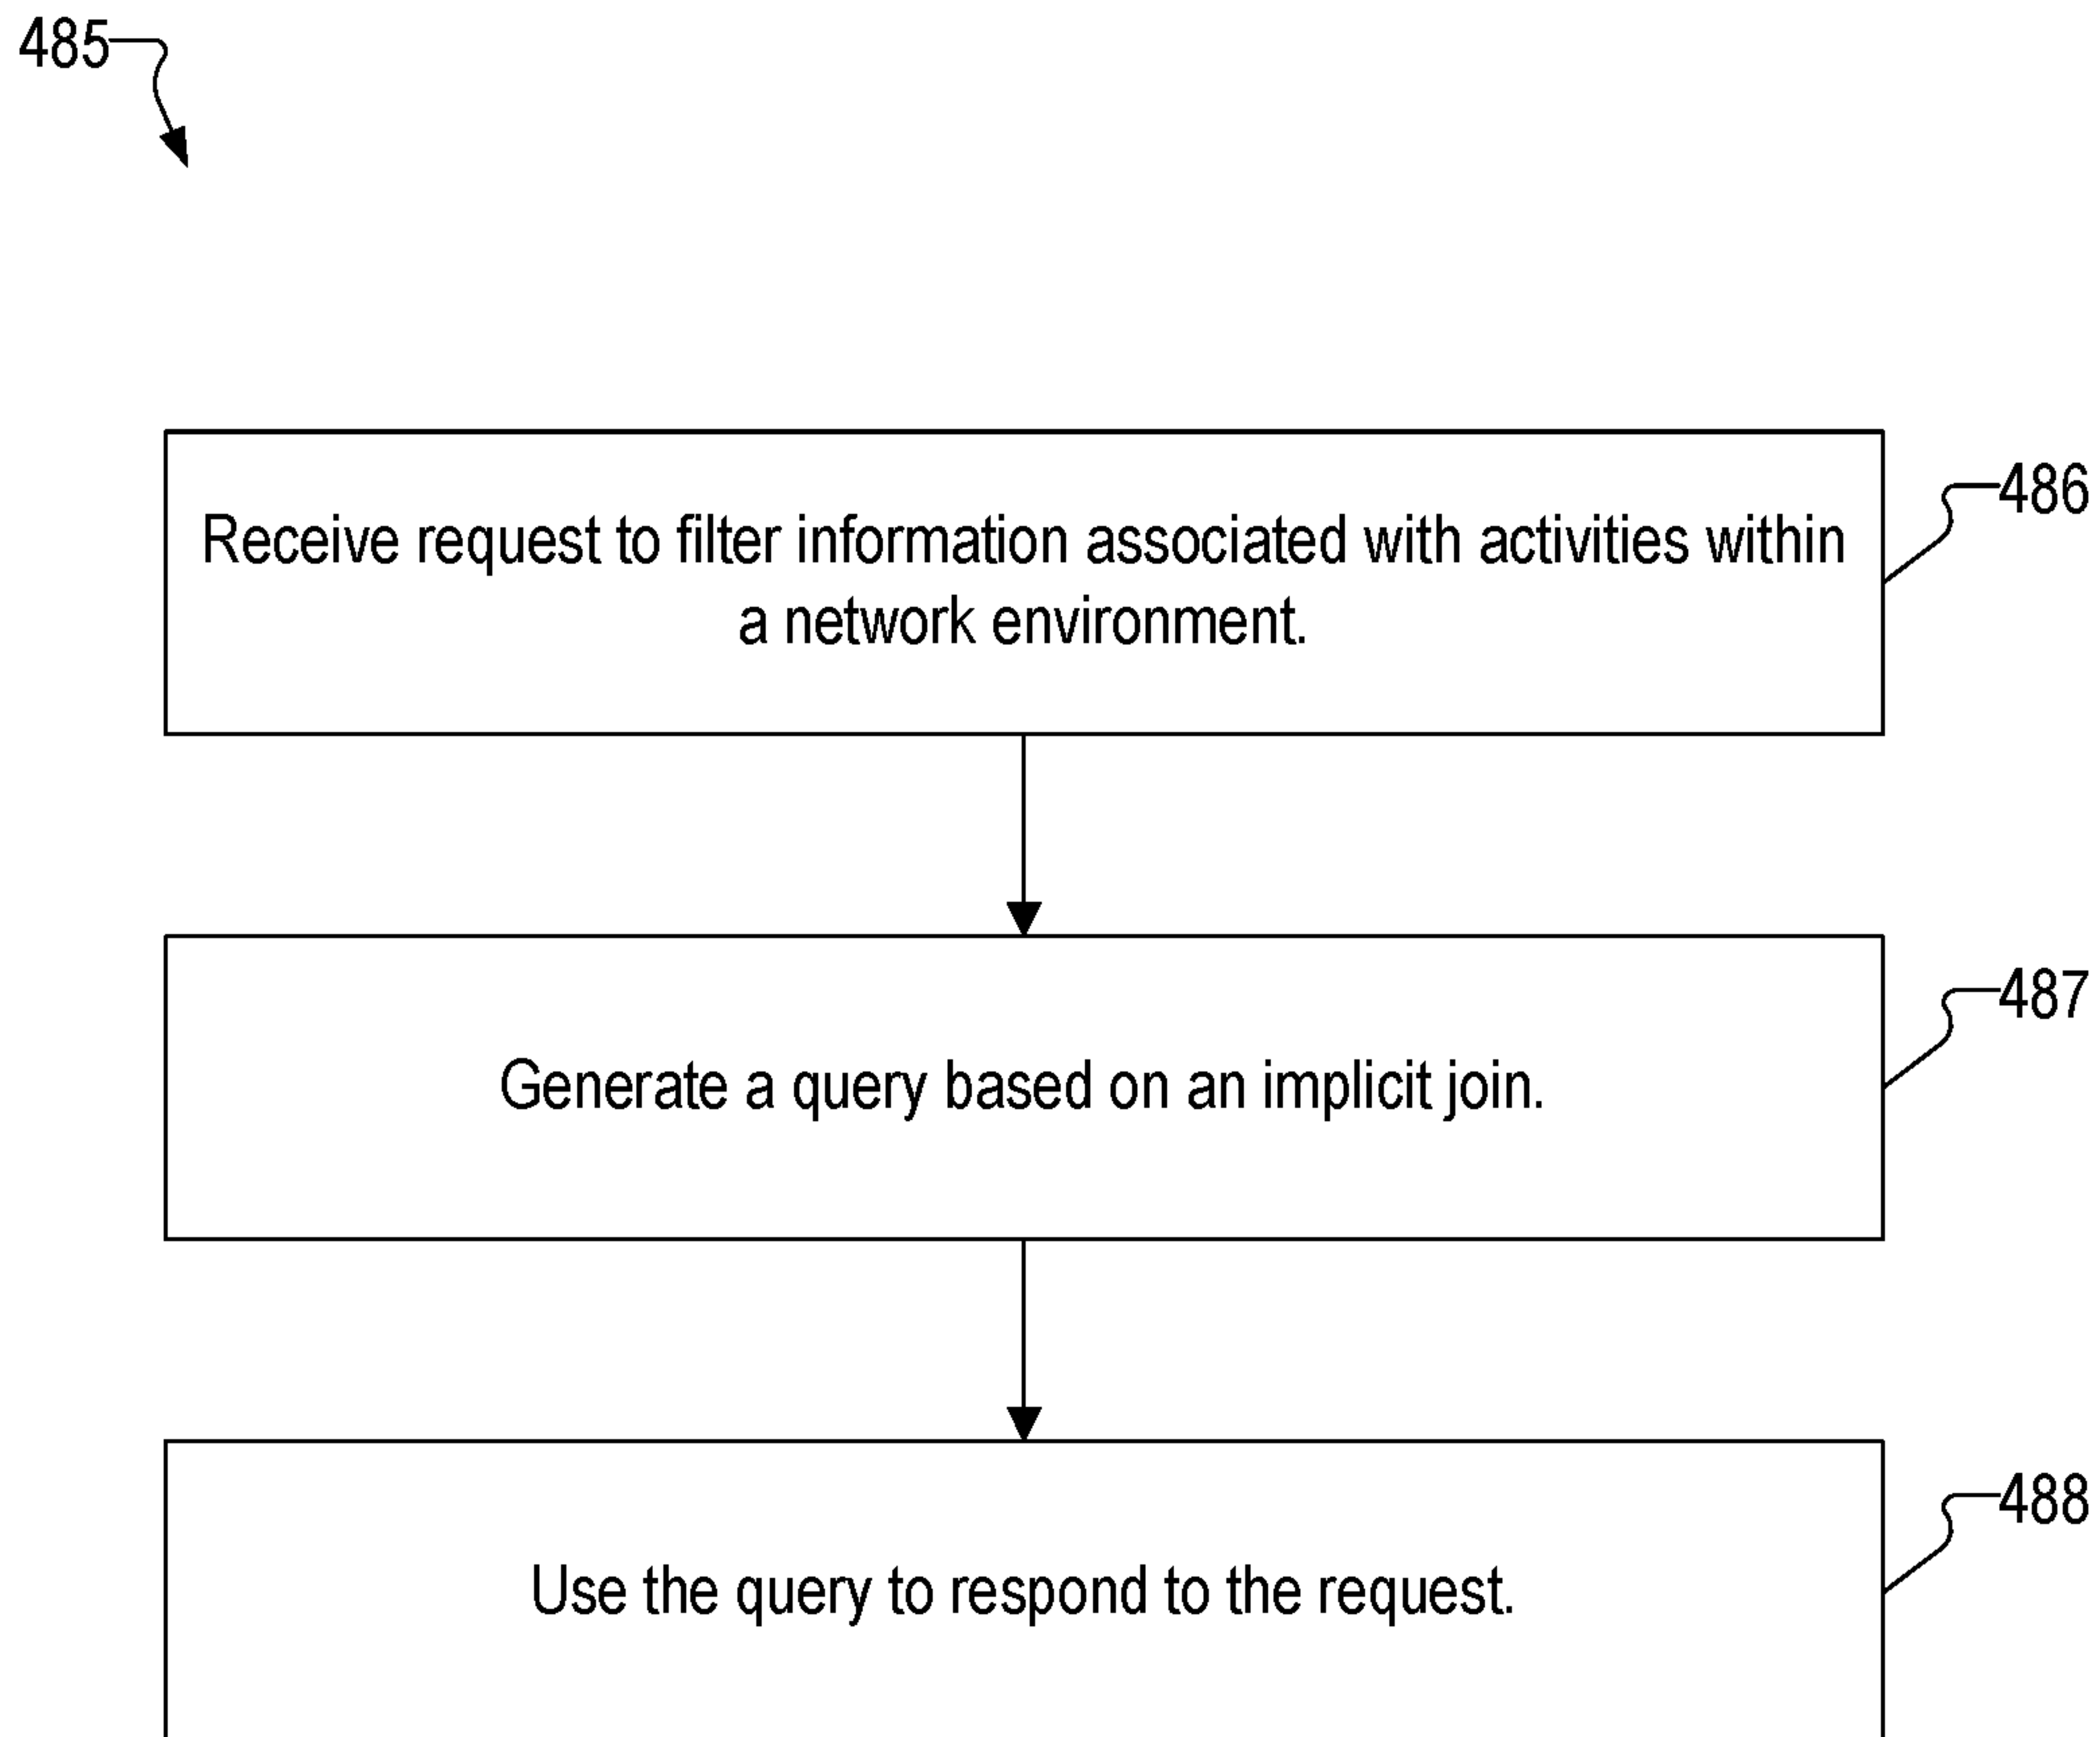 485
486
Receive request to filter information associated with activities within
a network environment.
487
Generate a query based on an implicit join.
488
Use the query to respond to the request.